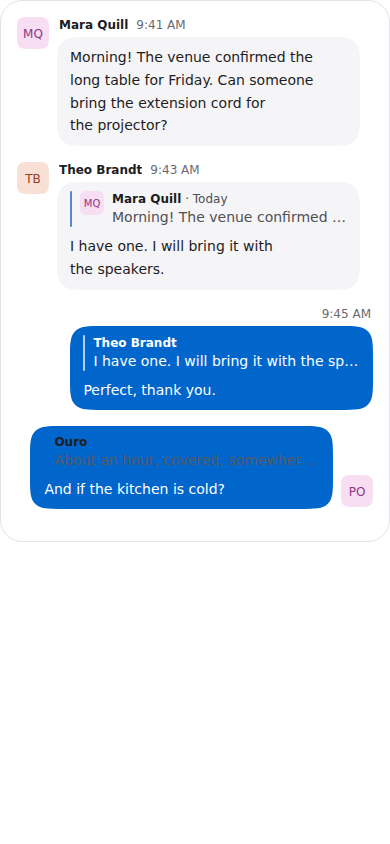 MQ
Mara Quill 9:41 AM
Morning! The venue confirmed the
long table for Friday. Can someone
bring the extension cord for
the projector?
TB
Theo Brandt 9:43 AM
MQ
Mara Quill · Today
Morning! The venue confirmed ...
I have one. I will bring it with
the speakers.
9:45 AM
Theo Brandt
I have one. I will bring it with the sp...
Perfect, thank you.
Ouro
About an hour, covered, somewher...
And if the kitchen is cold?
PO